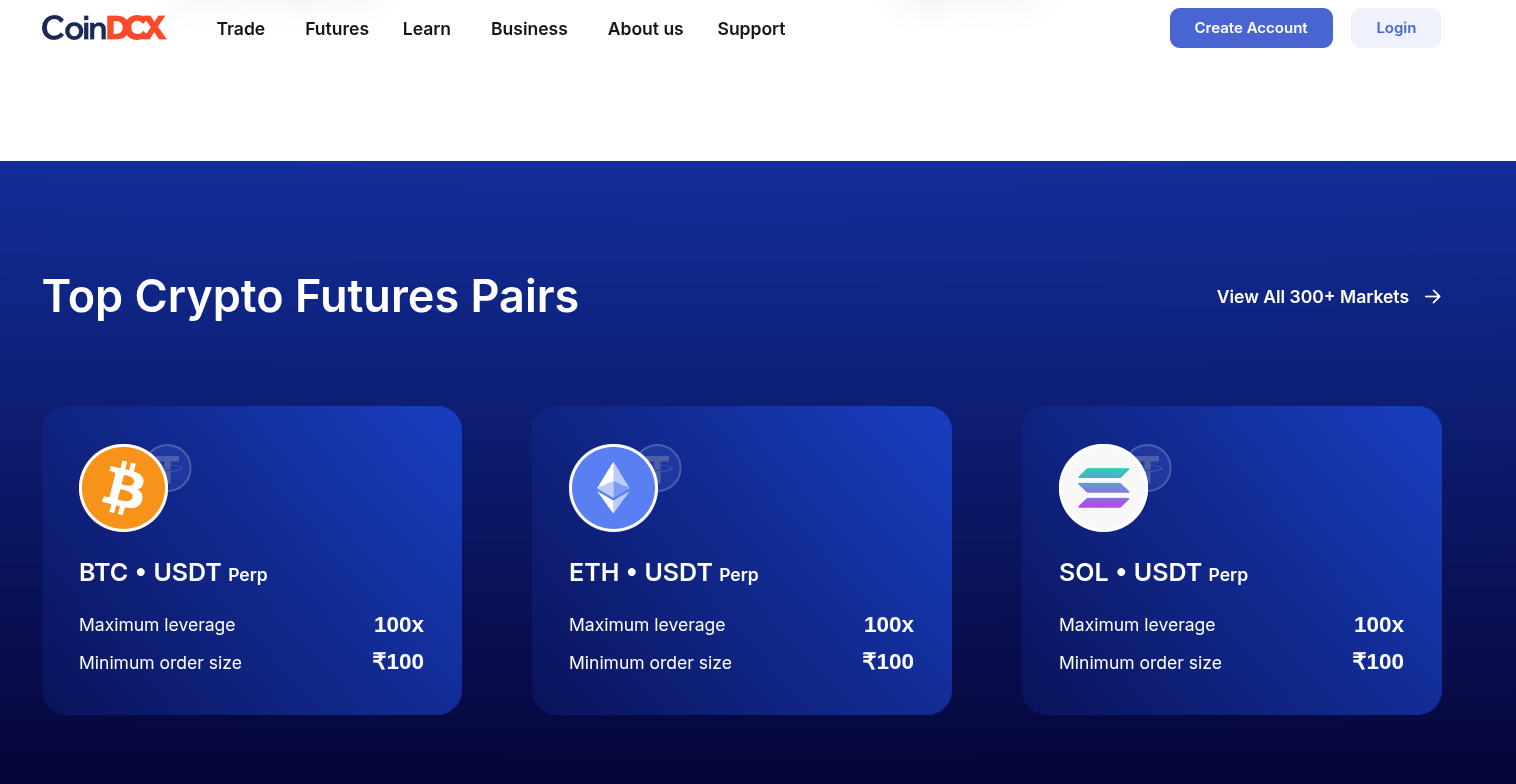 CoinDCX Trade Futures Learn Business About us Support Create Account Login
Top Crypto Futures Pairs
View All 300+ Markets →
BTC • USDT Perp
Maximum leverage 100x
Minimum order size ₹100
ETH • USDT Perp
Maximum leverage 100x
Minimum order size ₹100
SOL • USDT Perp
Maximum leverage 100x
Minimum order size ₹100